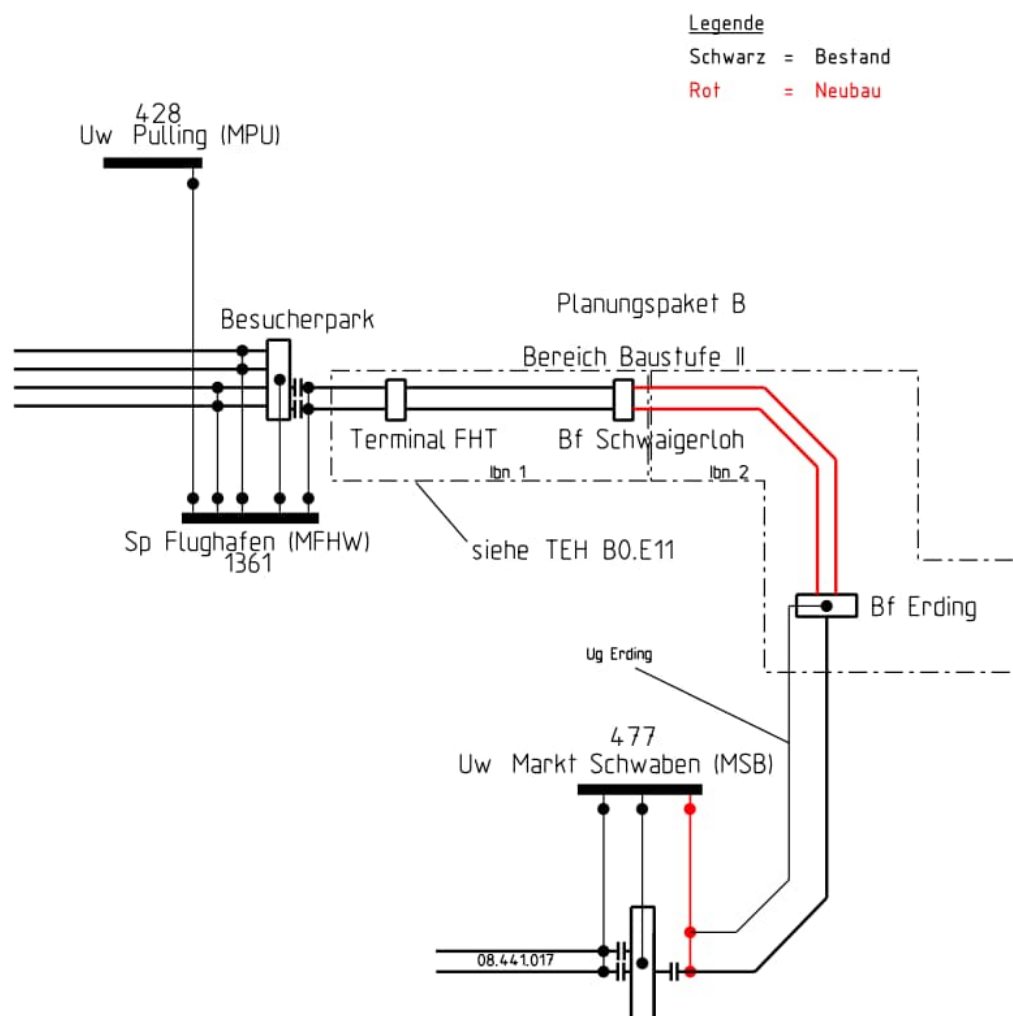 Legende
Schwarz = Bestand
Rot = Neubau
428
Uw Pulling (MPU)
Planungspaket B
Besucherpark
Bereich Baustufe II
Terminal FHT
Bf Schwaigerloh
Ibn 1
Ibn 2
Sp Flughafen (MFHW)
1361
siehe TEH B0.E11
Bf Erding
Ug Erding
477
Uw Markt Schwaben (MSB)
08.441.017